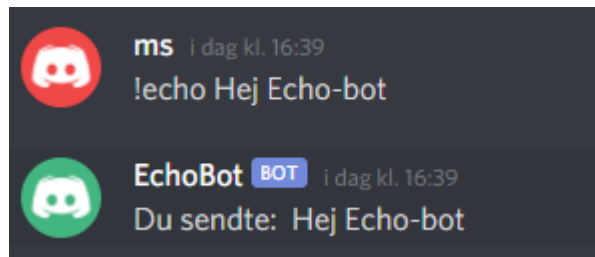 ms i dag kl. 16:39
!echo Hej Echo-bot
EchoBot BOT i dag kl. 16:39
Du sendte:  Hej Echo-bot